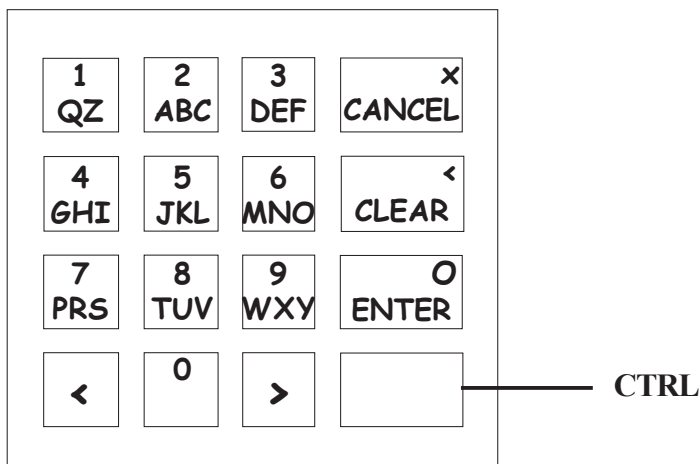 1 2 3 x
QZ ABC DEF CANCEL
4 5 6 <
GHI JKL MNO CLEAR
7 8 9 O
PRS TUV WXY ENTER
< 0 >
CTRL